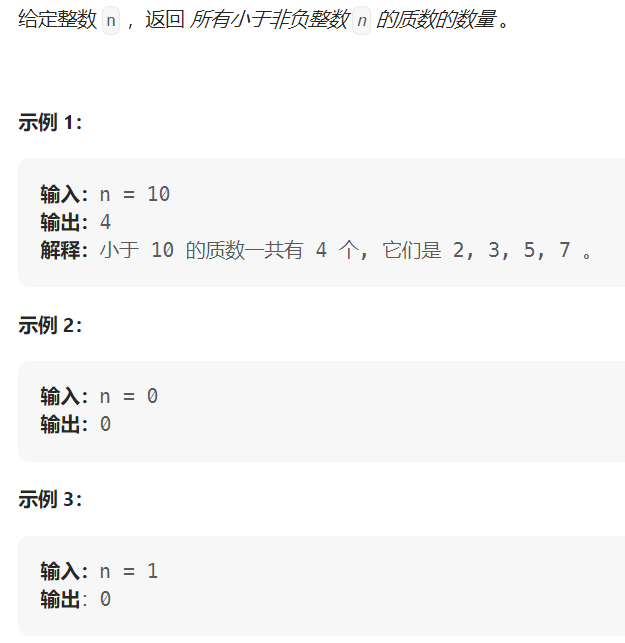 给定整数 n ，返回 所有小于非负整数 n 的质数的数量 。
示例 1：
输入：n = 10
输出：4
解释：小于 10 的质数一共有 4 个, 它们是 2, 3, 5, 7 。
示例 2：
输入：n = 0
输出：0
示例 3：
输入：n = 1
输出：0